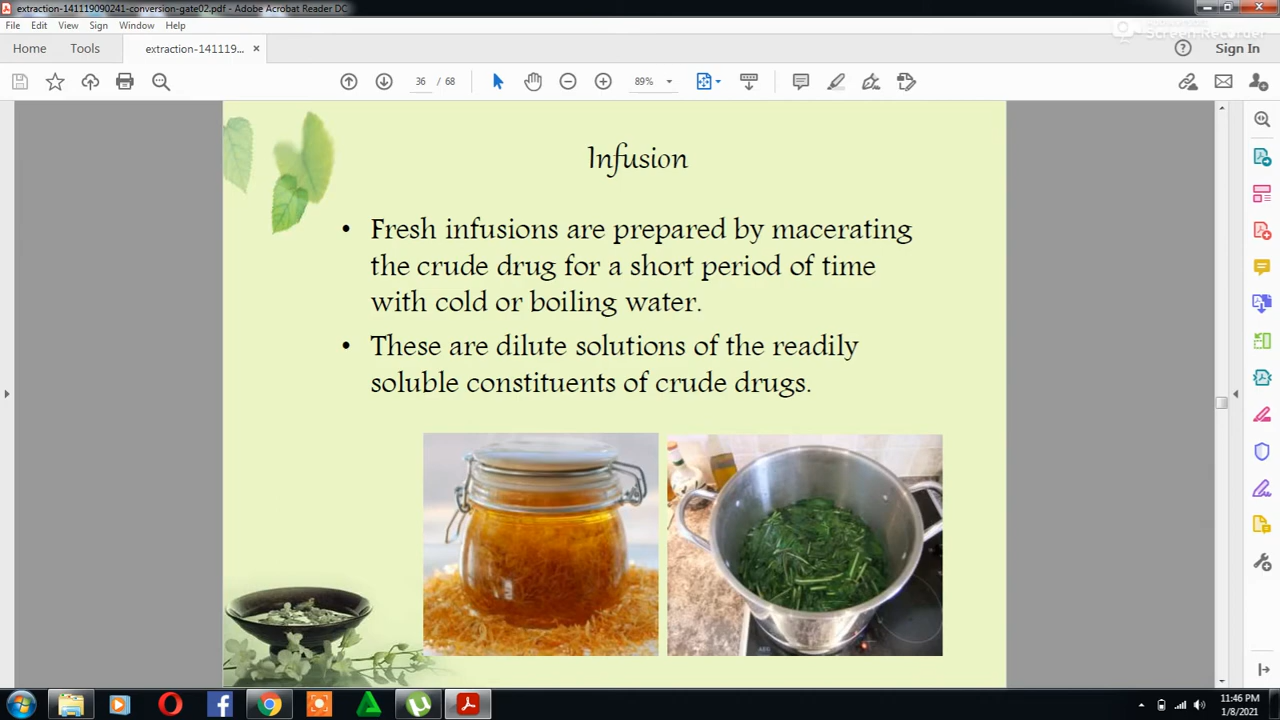 extraction-141119090241-conversion-gate02.pdf - Adobe Acrobat Reader DC
File Edit View Sign Window Help
Home Tools extraction-141119... × Sign In
36 / 68 89%
Infusion
• Fresh infusions are prepared by macerating
the crude drug for a short period of time
with cold or boiling water.
• These are dilute solutions of the readily
soluble constituents of crude drugs.
AEG
11:46 PM
1/8/2021